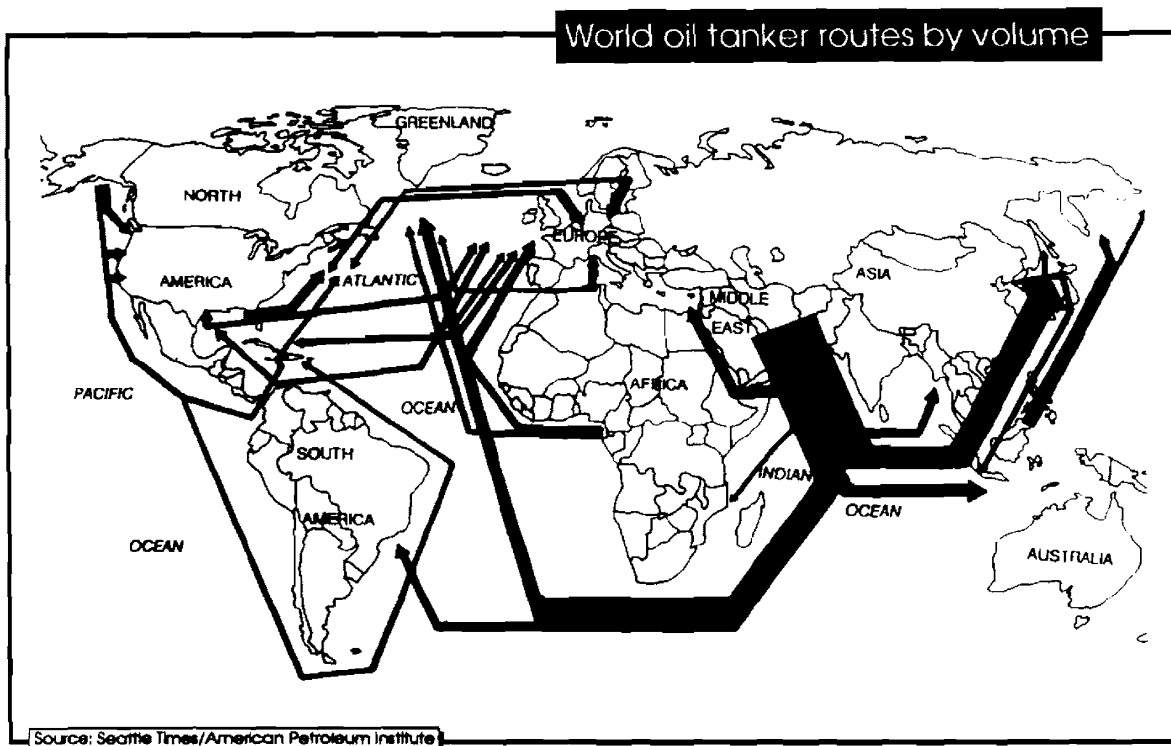 World oil tanker routes by volume
GREENLAND
NORTH
AMERICA
ATLANTIC
EUROPE
ASIA
MIDDLE
EAST
PACIFIC
OCEAN
AFRICA
SOUTH
AMERICA
INDIAN
OCEAN
OCEAN
AUSTRALIA
Source: Seattle Times/American Petroleum Institute